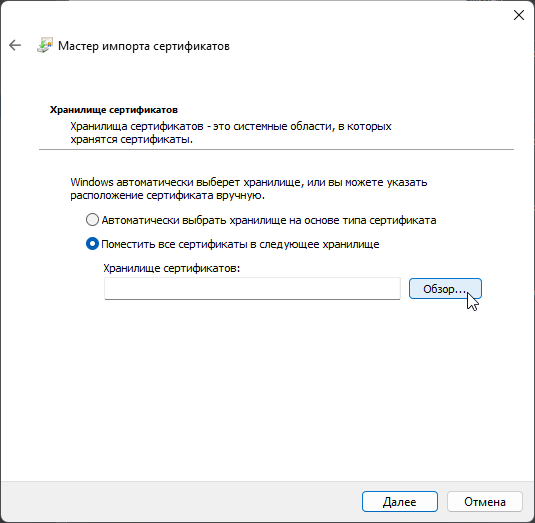 Мастер импорта сертификатов
Хранилище сертификатов
Хранилища сертификатов - это системные области, в которых
хранятся сертификаты.
Windows автоматически выберет хранилище, или вы можете указать
расположение сертификата вручную.
Автоматически выбрать хранилище на основе типа сертификата
Поместить все сертификаты в следующее хранилище
Хранилище сертификатов:
Обзор...
Далее
Отмена